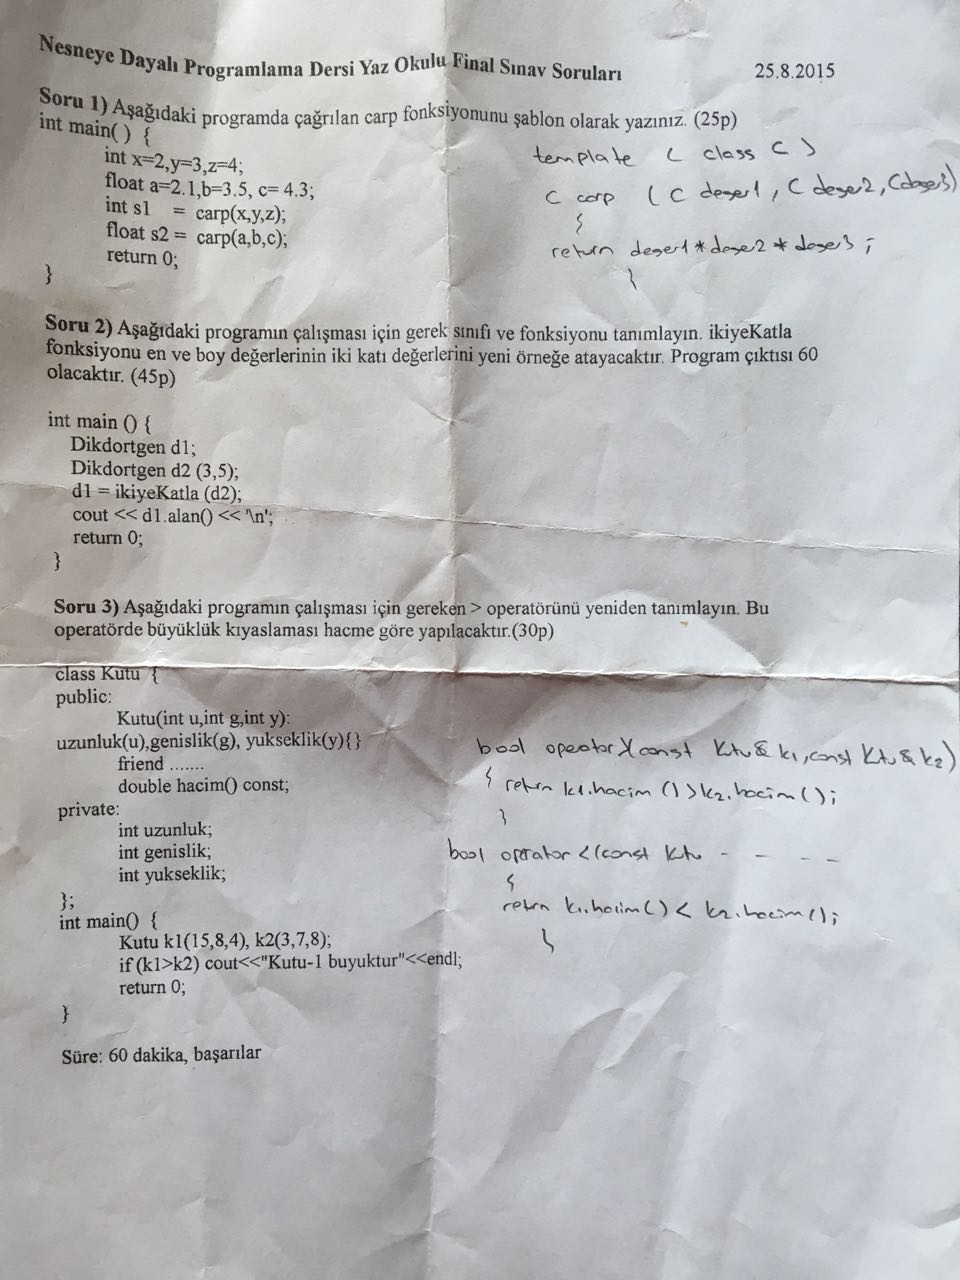 Nesneye Dayalı Programlama Dersi Yaz Okulu Final Sınav Soruları 25.8.2015
Soru 1) Aşağıdaki programda çağrılan carp fonksiyonunu şablon olarak yazınız. (25p)
int main( ) {
int x=2,y=3,z=4;
float a=2.1,b=3.5, c= 4.3;
int s1 = carp(x,y,z);
float s2 = carp(a,b,c);
return 0;
}
template < class C >
C carp ( C deger1, C deger2, C deger3)
{
return deger1 * deger2 * deger3 ;
}
Soru 2) Aşağıdaki programın çalışması için gerek sınıfı ve fonksiyonu tanımlayın. ikiyeKatla
fonksiyonu en ve boy değerlerinin iki katı değerlerini yeni örneğe atayacaktır. Program çıktısı 60
olacaktır. (45p)
int main () {
Dikdortgen d1;
Dikdortgen d2 (3,5);
d1 = ikiyeKatla (d2);
cout << d1.alan() << '\n';
return 0;
}
Soru 3) Aşağıdaki programın çalışması için gereken > operatörünü yeniden tanımlayın. Bu
operatörde büyüklük kıyaslaması hacme göre yapılacaktır.(30p)
class Kutu {
public:
Kutu(int u,int g,int y):
uzunluk(u),genislik(g), yukseklik(y){}
friend .......
double hacim() const;
private:
int uzunluk;
int genislik;
int yukseklik;
};
int main() {
Kutu k1(15,8,4), k2(3,7,8);
if (k1>k2) cout<<"Kutu-1 buyuktur"<<endl;
return 0;
}
bool operator>(const Kutu & k1, const Kutu & k2)
{ return k1.hacim () > k2.hacim();
}
bool operator <(const Kutu - - - -
{
return k1.hacim() < k2.hacim();
}
Süre: 60 dakika, başarılar